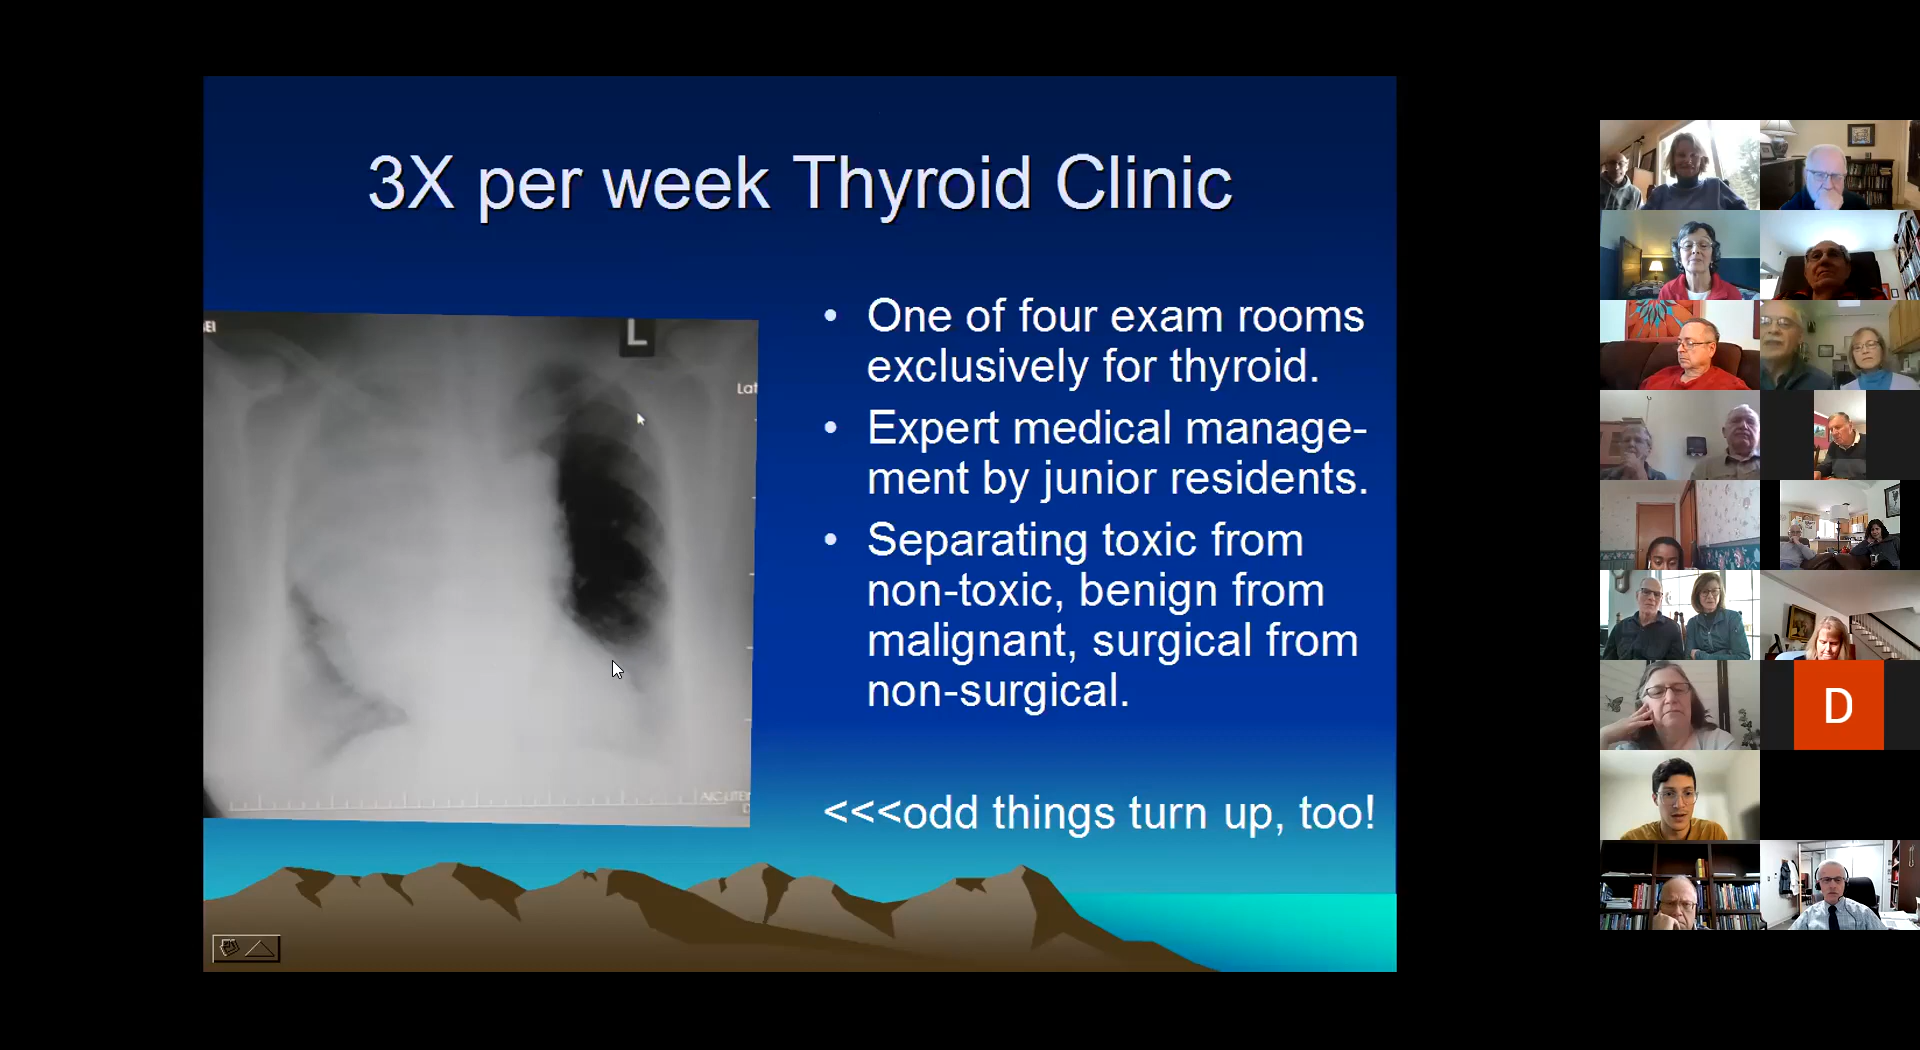 3X per week Thyroid Clinic
L
Lat
• One of four exam rooms
exclusively for thyroid.
• Expert medical manage-
ment by junior residents.
• Separating toxic from
non-toxic, benign from
malignant, surgical from
non-surgical.
<<<odd things turn up, too!
D